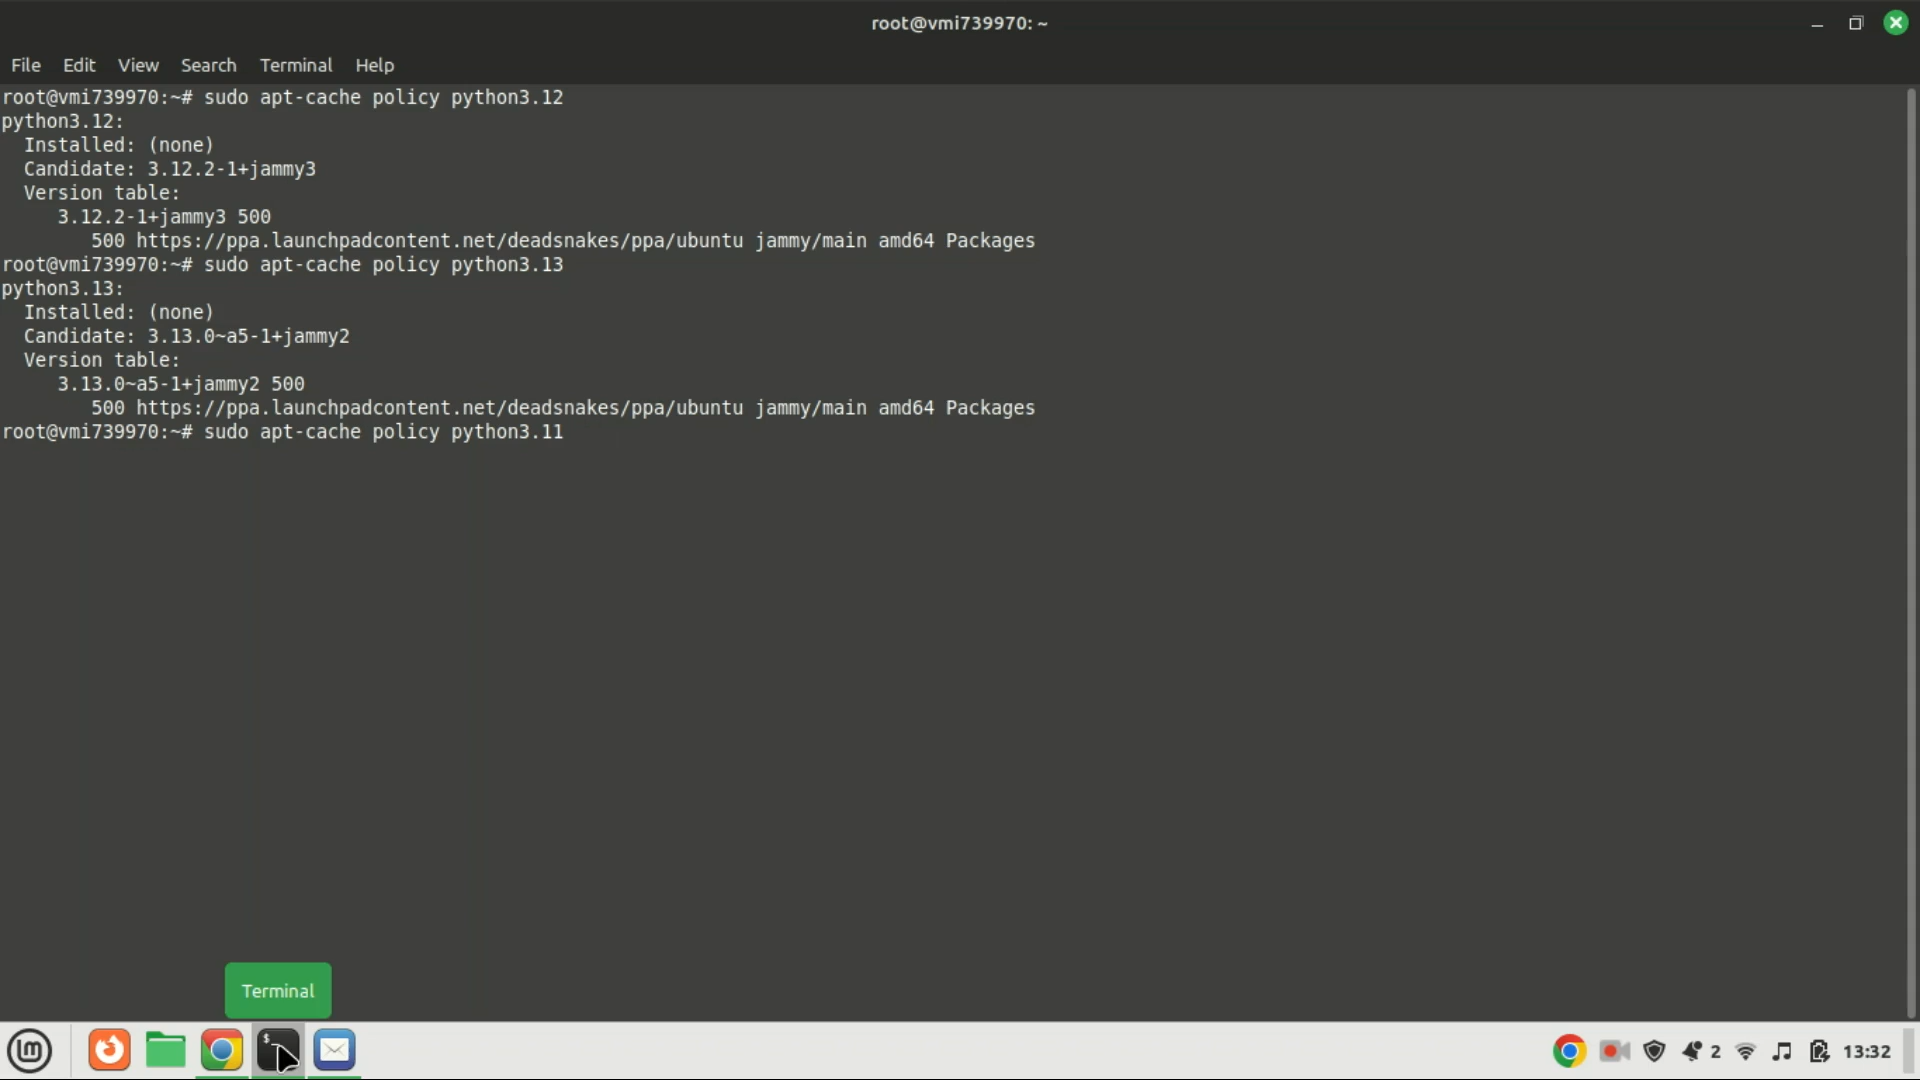 root@vmi739970: ~
File Edit View Search Terminal Help
root@vmi739970:~# sudo apt-cache policy python3.12
python3.12:
  Installed: (none)
  Candidate: 3.12.2-1+jammy3
  Version table:
     3.12.2-1+jammy3 500
        500 https://ppa.launchpadcontent.net/deadsnakes/ppa/ubuntu jammy/main amd64 Packages
root@vmi739970:~# sudo apt-cache policy python3.13
python3.13:
  Installed: (none)
  Candidate: 3.13.0~a5-1+jammy2
  Version table:
     3.13.0~a5-1+jammy2 500
        500 https://ppa.launchpadcontent.net/deadsnakes/ppa/ubuntu jammy/main amd64 Packages
root@vmi739970:~# sudo apt-cache policy python3.11
Terminal
2 13:32